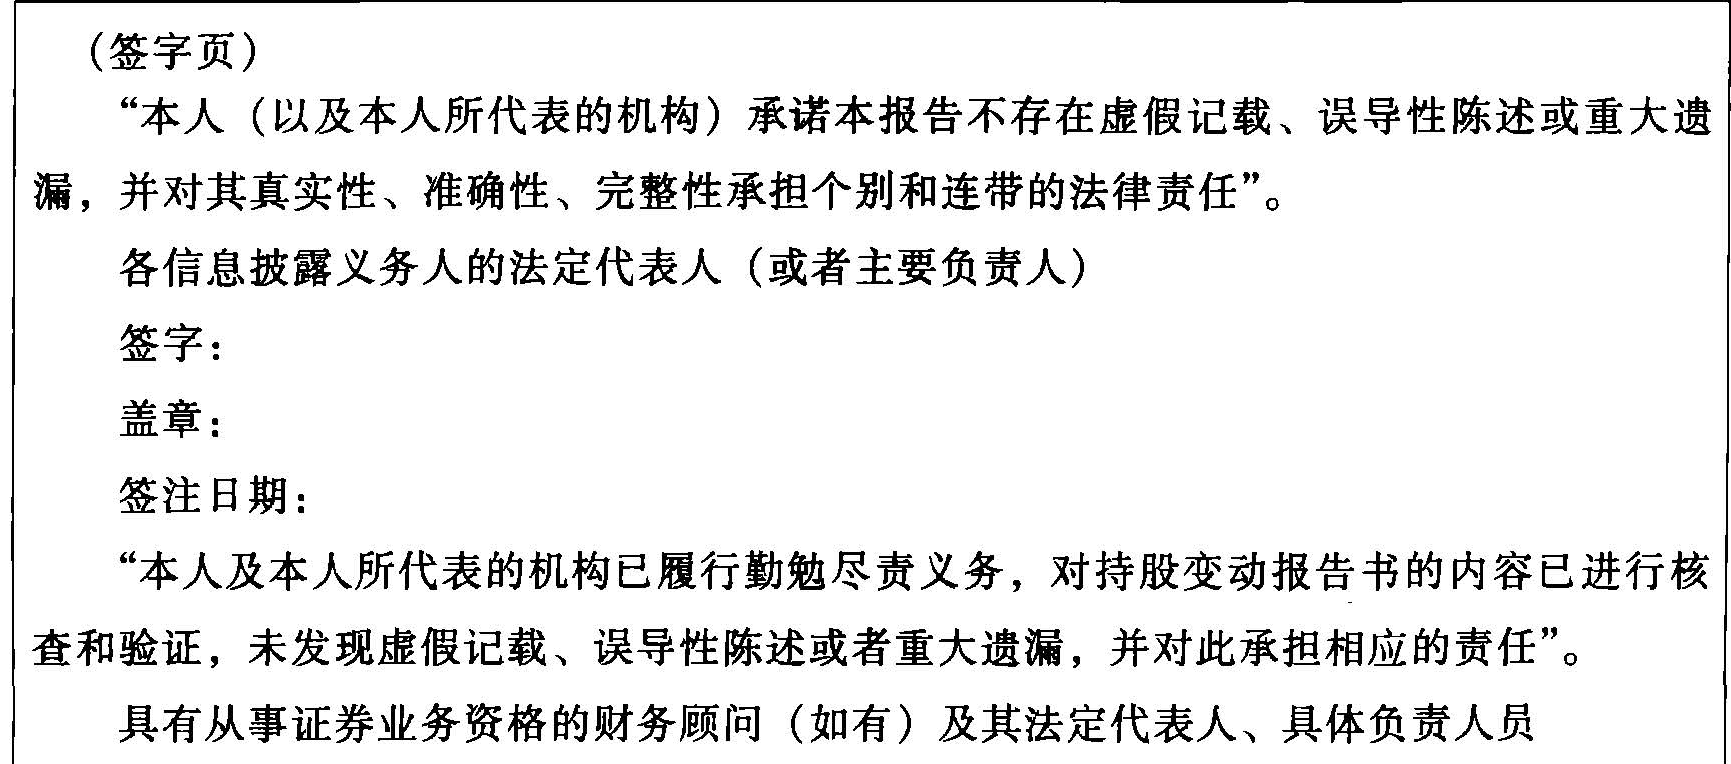 （签字页）
“本人（以及本人所代表的机构）承诺本报告不存在虚假记载、误导性陈述或重大遗
漏，并对其真实性、准确性、完整性承担个别和连带的法律责任”。
各信息披露义务人的法定代表人（或者主要负责人）
签字：
盖章：
签注日期：
“本人及本人所代表的机构已履行勤勉尽责义务，对持股变动报告书的内容已进行核
查和验证，未发现虚假记载、误导性陈述或者重大遗漏，并对此承担相应的责任”。
具有从事证券业务资格的财务顾问（如有）及其法定代表人、具体负责人员